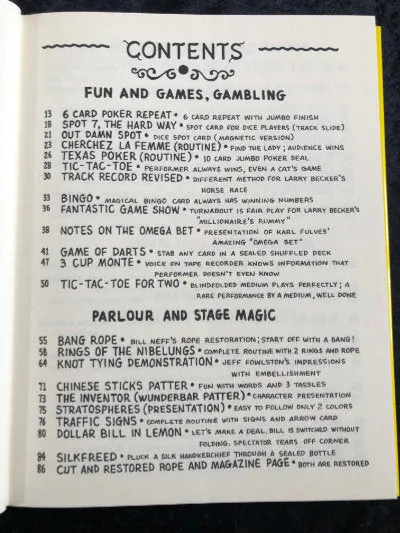 CONTENTS
FUN AND GAMES, GAMBLING
13 6 CARD POKER REPEAT • 6 CARD REPEAT WITH JUMBO FINISH
18 SPOT 7, THE HARD WAY • SPOT CARD FOR DICE PLAYERS (TRACK SLIDE)
21 OUT DAMN SPOT • DICE SPOT CARD (MAGNETIC VERSION)
23 CHERCHEZ LA FEMME (ROUTINE) • FIND THE LADY; AUDIENCE WINS
26 TEXAS POKER (ROUTINE) • 10 CARD JUMBO POKER DEAL
28 TIC-TAC-TOE • PERFORMER ALWAYS WINS, EVEN A CAT'S GAME
30 TRACK RECORD REVISED • DIFFERENT METHOD FOR LARRY BECKER'S
HORSE RACE
33 BINGO • MAGICAL BINGO CARD ALWAYS HAS WINNING NUMBERS
36 FANTASTIC GAME SHOW • TURNABOUT IS FAIR PLAY FOR LARRY BECKER'S
"MILLIONAIRE'S RUMMY"
38 NOTES ON THE OMEGA BET • PRESENTATION OF KARL FULVES'
AMAZING "OMEGA BET"
41 GAME OF DARTS • STAB ANY CARD IN A SEALED SHUFFLED DECK
47 3 CUP MONTE • VOICE ON TAPE RECORDER KNOWS INFORMATION THAT
PERFORMER DOESN'T EVEN KNOW
50 TIC-TAC-TOE FOR TWO • BLINDFOLDED MEDIUM PLAYS PERFECTLY; A
RARE PERFORMANCE BY A MEDIUM, WELL DONE
PARLOUR AND STAGE MAGIC
55 BANG ROPE • BILL NEFF'S ROPE RESTORATION; START OFF WITH A BANG!
58 RINGS OF THE NIBELUNGS • COMPLETE ROUTINE WITH 2 RINGS AND ROPE
64 KNOT TYING DEMONSTRATION • JEFF FOWLSTON'S IMPRESSIONS
WITH EMBELLISHMENT
71 CHINESE STICKS PATTER • FUN WITH WORDS AND 3 TASSLES
73 THE INVENTOR (WUNDERBAR PATTER) • CHARACTER PRESENTATION
75 STRATOSPHERES (PRESENTATION) • EASY TO FOLLOW ONLY 2 COLORS
76 TRAFFIC SIGNS • COMPLETE ROUTINE WITH SIGNS AND ARROW CARD
80 DOLLAR BILL IN LEMON • LET'S MAKE A DEAL. BILL IS SWITCHED WITHOUT
FOLDING. SPECTATOR TEARS OFF CORNER
84 SILKFREED • PLUCK A SILK HANDKERCHIEF THROUGH A SEALED BOTTLE
86 CUT AND RESTORED ROPE AND MAGAZINE PAGE • BOTH ARE RESTORED